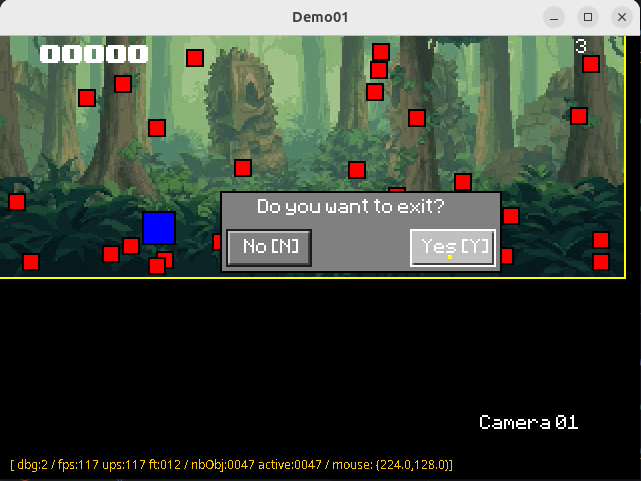 Demo01
00000
3
Do you want to exit?
No [N]
Yes [Y]
Camera 01
[ dbg:2 / fps:117 ups:117 ft:012 / nbObj:0047 active:0047 / mouse: {224.0,128.0}]